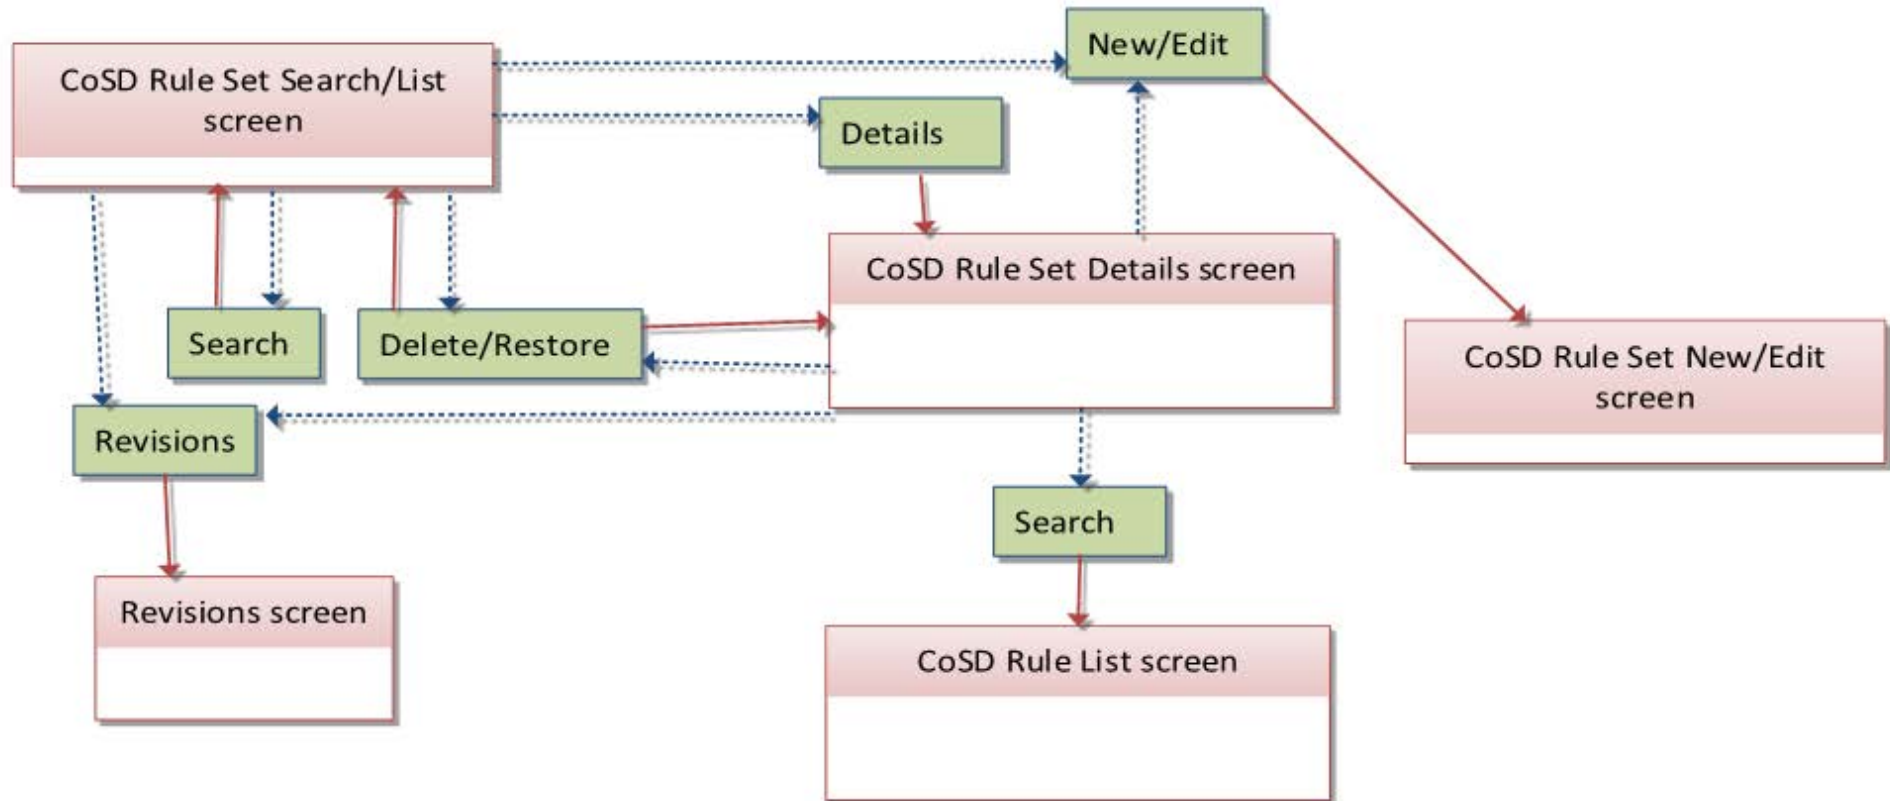 New/Edit
CoSD Rule Set Search/List
screen
Details
CoSD Rule Set Details screen
Search
Delete/Restore
CoSD Rule Set New/Edit
screen
Revisions
Search
Revisions screen
CoSD Rule List screen